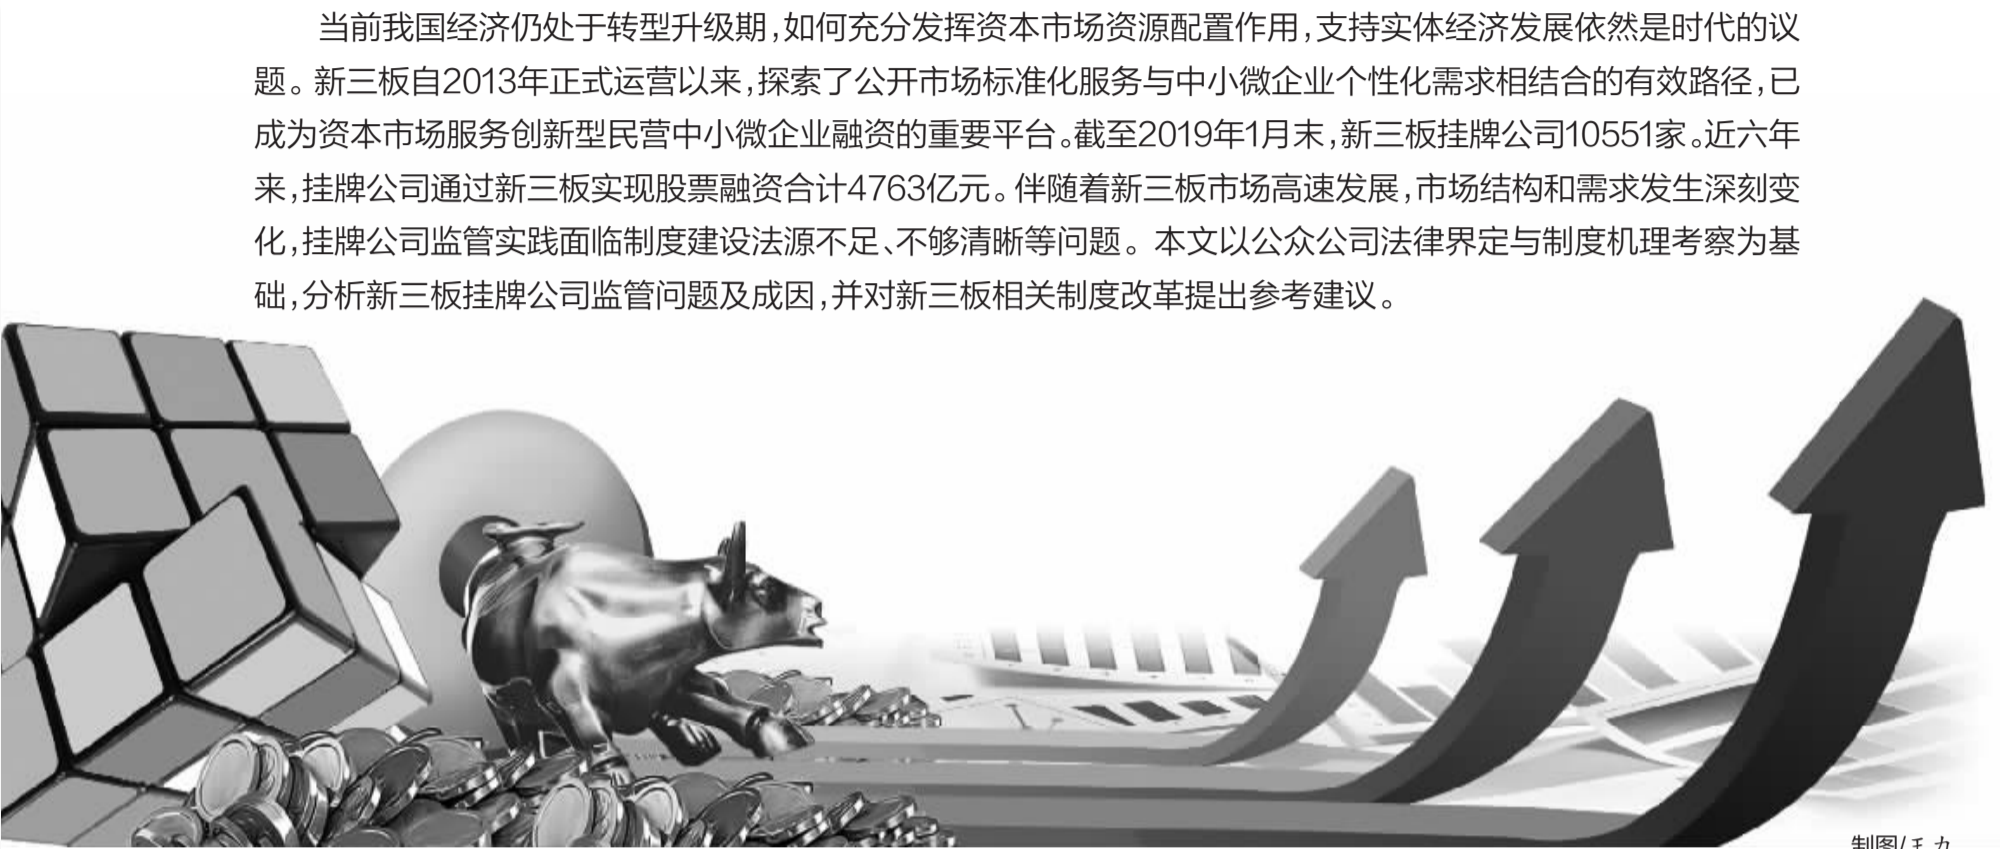 当前我国经济仍处于转型升级期,如何充分发挥资本市场资源配置作用,支持实体经济发展依然是时代的议
题。新三板自2013年正式运营以来,探索了公开市场标准化服务与中小微企业个性化需求相结合的有效路径,已
成为资本市场服务创新型民营中小微企业融资的重要平台。截至2019年1月末,新三板挂牌公司10551家。近六年
来,挂牌公司通过新三板实现股票融资合计4763亿元。伴随着新三板市场高速发展,市场结构和需求发生深刻变
化,挂牌公司监管实践面临制度建设法源不足、不够清晰等问题。本文以公众公司法律界定与制度机理考察为基
础,分析新三板挂牌公司监管问题及成因,并对新三板相关制度改革提出参考建议。
制图/